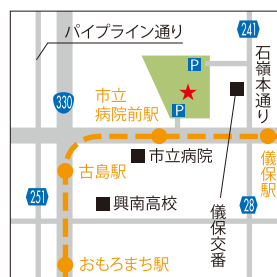 パイプライン通り
241
石嶺本通り
P
330
市立
病院前駅
P
市立病院
儀保駅
古島駅
251
興南高校
儀保交番
28
おもろまち駅